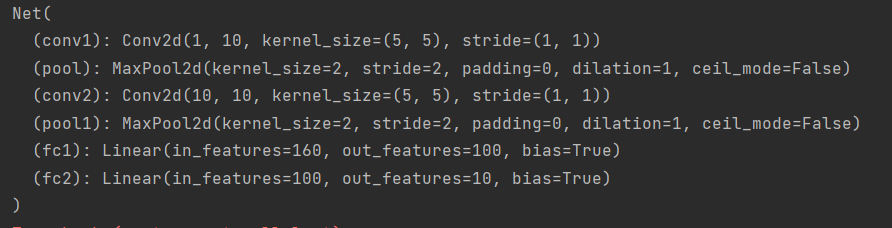 Net(
  (conv1): Conv2d(1, 10, kernel_size=(5, 5), stride=(1, 1))
  (pool): MaxPool2d(kernel_size=2, stride=2, padding=0, dilation=1, ceil_mode=False)
  (conv2): Conv2d(10, 10, kernel_size=(5, 5), stride=(1, 1))
  (pool1): MaxPool2d(kernel_size=2, stride=2, padding=0, dilation=1, ceil_mode=False)
  (fc1): Linear(in_features=160, out_features=100, bias=True)
  (fc2): Linear(in_features=100, out_features=10, bias=True)
)